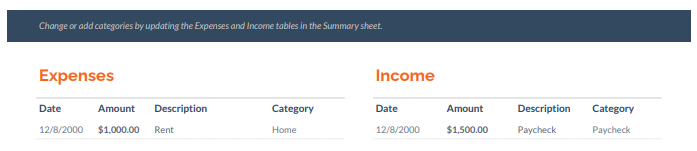 Change or add categories by updating the Expenses and Income tables in the Summary sheet.
Expenses
Date Amount Description Category
12/8/2000 $1,000.00 Rent Home
Income
Date Amount Description Category
12/8/2000 $1,500.00 Paycheck Paycheck